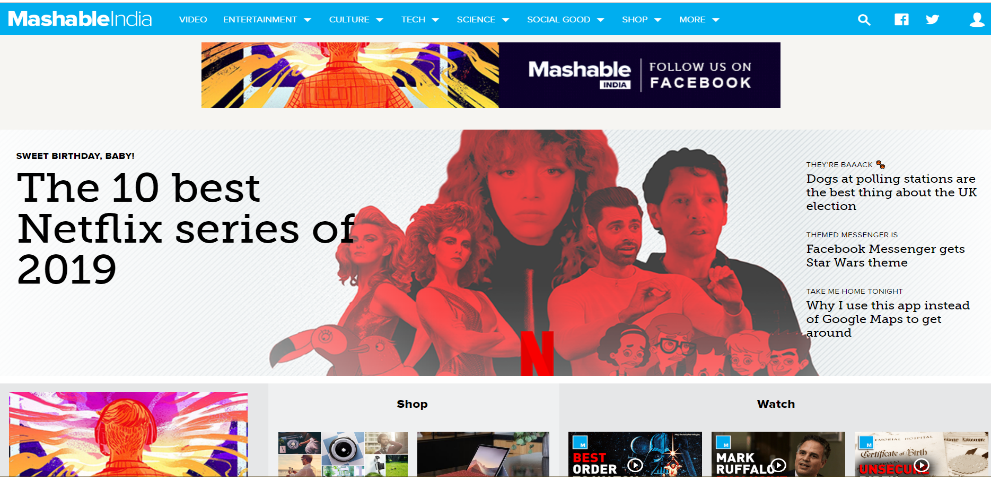 MashableIndia
VIDEO ENTERTAINMENT CULTURE TECH SCIENCE SOCIAL GOOD SHOP MORE
Mashable INDIA
FOLLOW US ON
FACEBOOK
SWEET BIRTHDAY, BABY!
The 10 best
Netflix series of
2019
N
THEY'RE BAAACK
Dogs at polling stations are
the best thing about the UK
election
THEMED MESSENGER IS
Facebook Messenger gets
Star Wars theme
TAKE ME HOME TONIGHT
Why I use this app instead
of Google Maps to get
around
Shop
Watch
BEST
ORDER
MARK
RUFFALO
Certificate of Birth